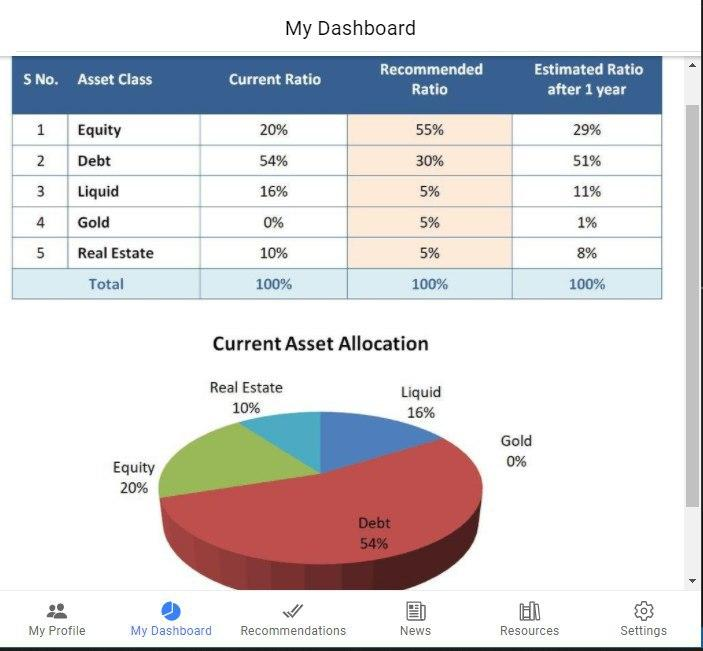 My Dashboard
S No. Asset Class Current Ratio Recommended Ratio Estimated Ratio after 1 year
1 Equity 20% 55% 29%
2 Debt 54% 30% 51%
3 Liquid 16% 5% 11%
4 Gold 0% 5% 1%
5 Real Estate 10% 5% 8%
Total 100% 100% 100%
Current Asset Allocation
Real Estate
10%
Liquid
16%
Gold
0%
Equity
20%
Debt
54%
My Profile My Dashboard Recommendations News Resources Settings